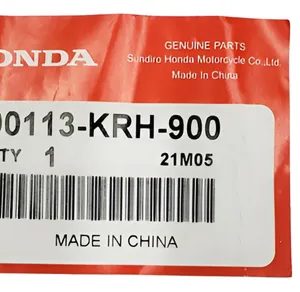 GENUINE PARTS
Sundiro Honda Motorcycle Co.,Ltd.
Made in China
ONDA
00113-KRH-900
TY 1 21M05
MADE IN CHINA